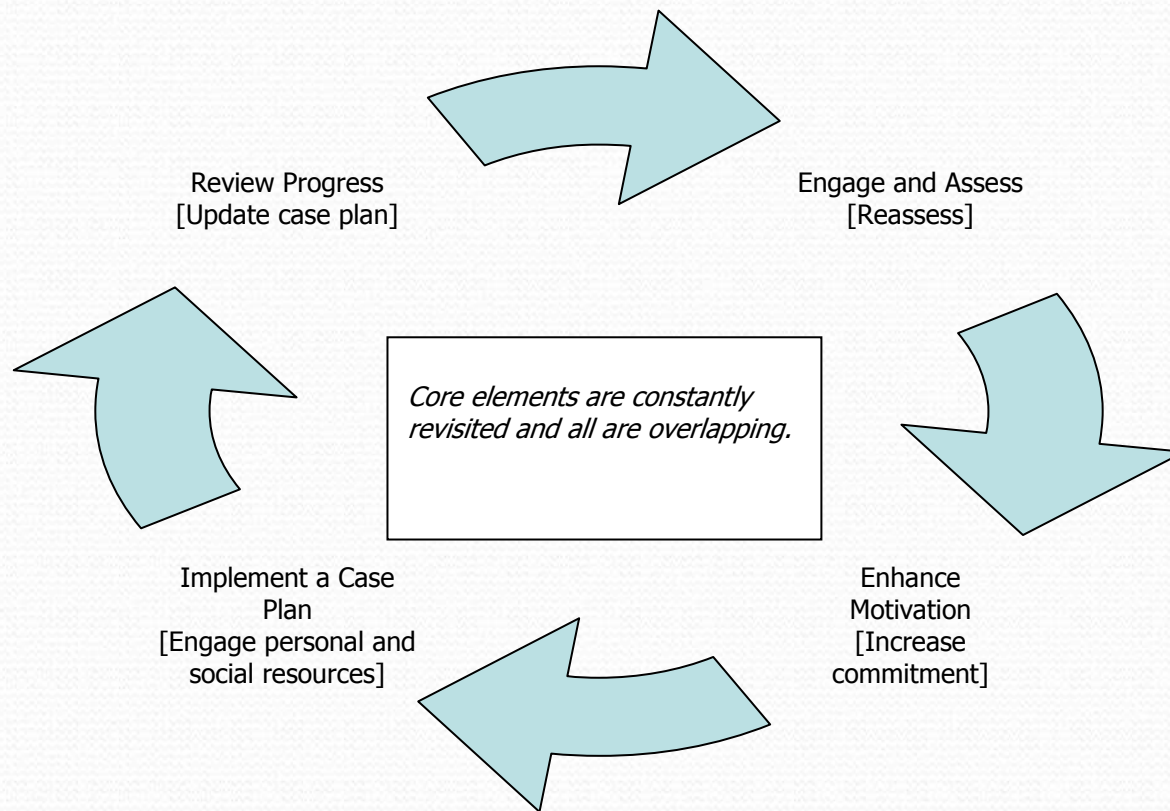 Review Progress
[Update case plan]
Engage and Assess
[Reassess]
Core elements are constantly
revisited and all are overlapping.
Implement a Case
Plan
[Engage personal and
social resources]
Enhance
Motivation
[Increase
commitment]